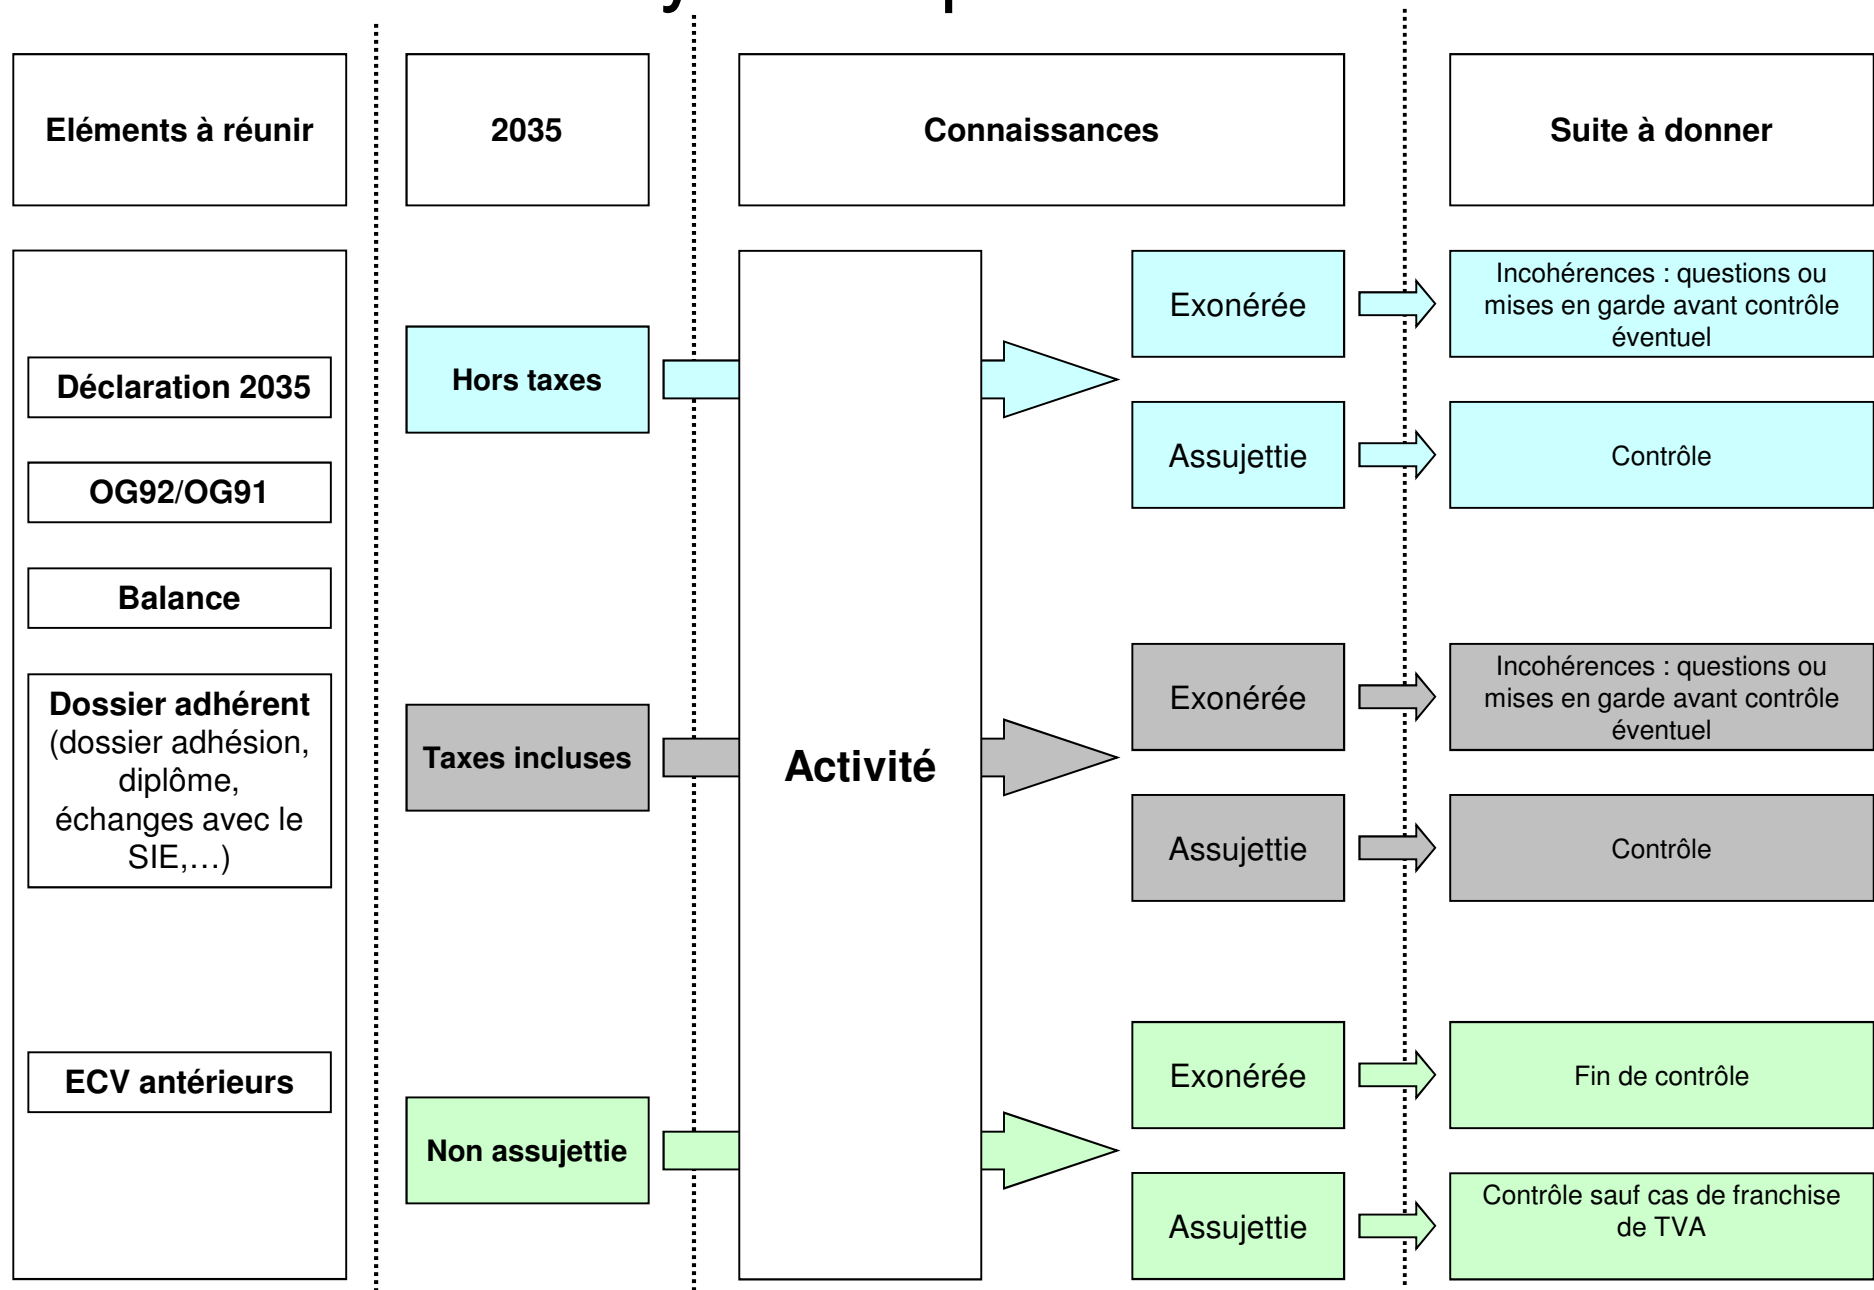 Eléments à réunir
2035
Connaissances
Suite à donner
Déclaration 2035
OG92/OG91
Balance
Dossier adhérent
(dossier adhésion,
diplôme,
échanges avec le
SIE,…)
ECV antérieurs
Hors taxes
Taxes incluses
Non assujettie
Activité
Exonérée
Incohérences : questions ou
mises en garde avant contrôle
éventuel
Assujettie
Contrôle
Exonérée
Incohérences : questions ou
mises en garde avant contrôle
éventuel
Assujettie
Contrôle
Exonérée
Fin de contrôle
Assujettie
Contrôle sauf cas de franchise
de TVA